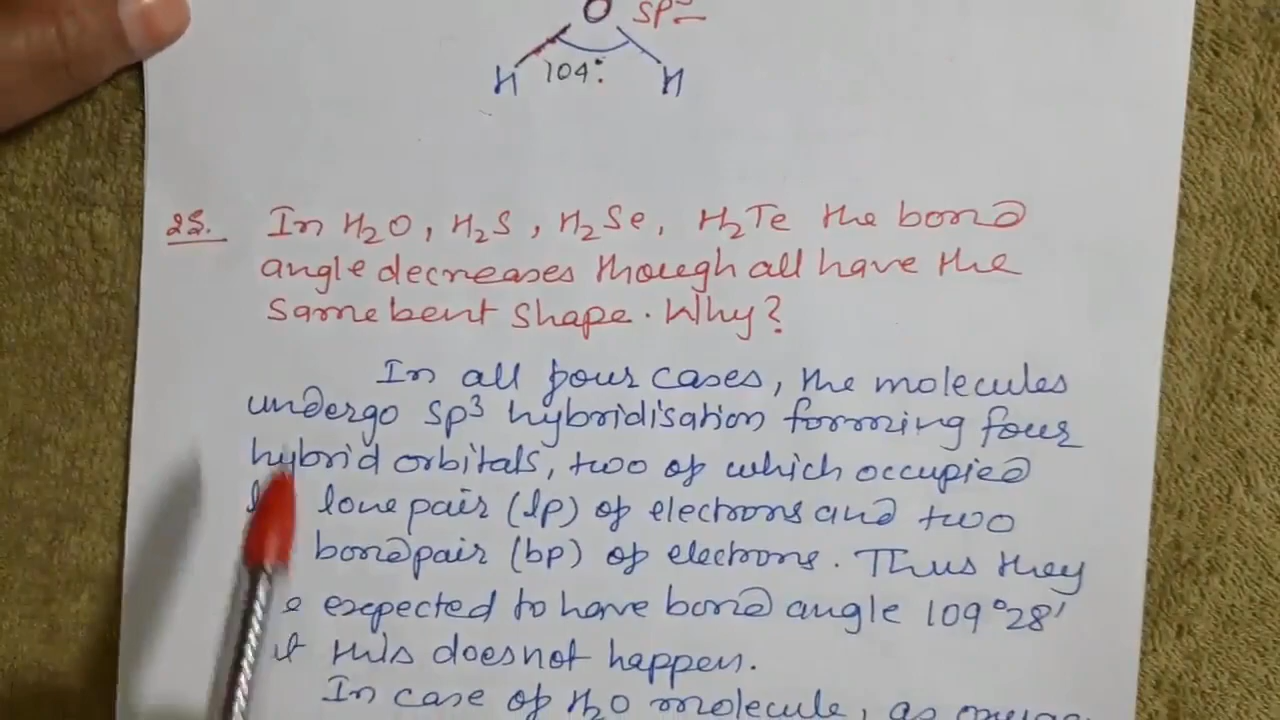 O sp³
H 104° H
25. In H₂O, H₂S, H₂Se, H₂Te the bond
angle decreases though all have the
same bent shape. Why?
In all four cases, the molecules
undergo sp³ hybridisation forming four
hybrid orbitals, two of which occupied
lone pair (lp) of electrons and two
bond pair (bp) of electrons. Thus they
expected to have bond angle 109°28'
this does not happen.
In case of H₂O molecule, as